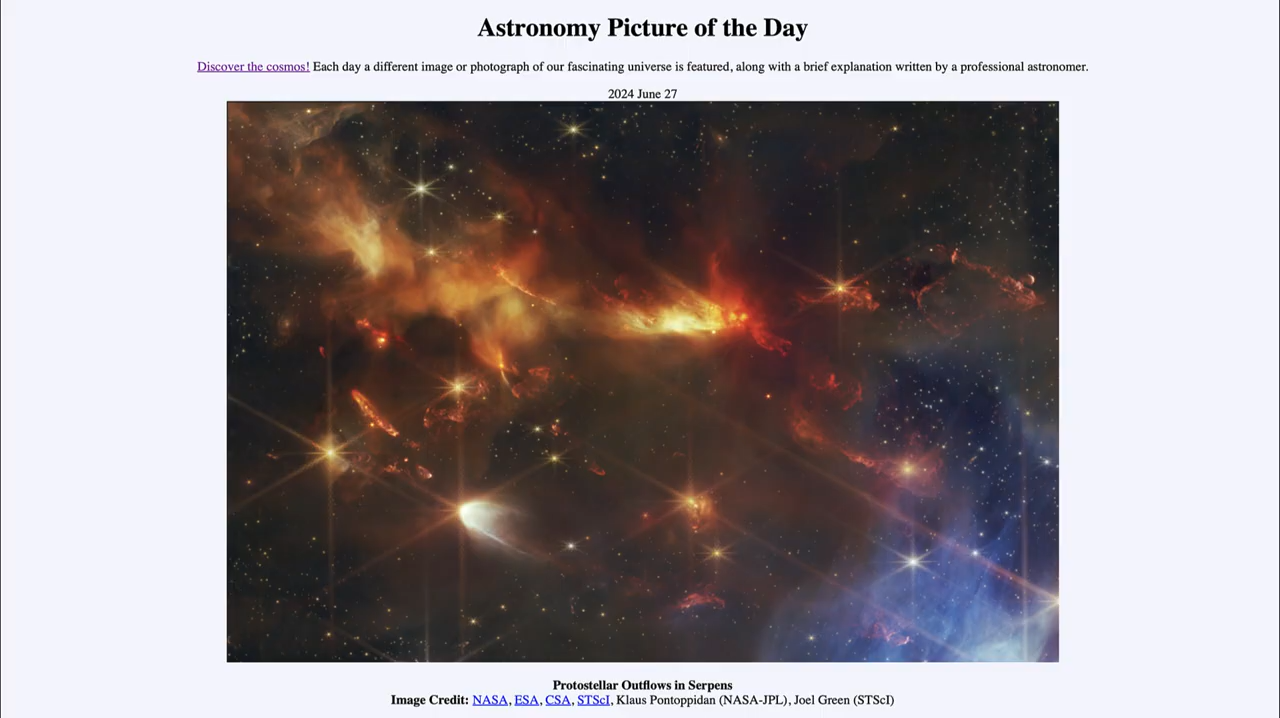 Astronomy Picture of the Day
Discover the cosmos! Each day a different image or photograph of our fascinating universe is featured, along with a brief explanation written by a professional astronomer.
2024 June 27
Protostellar Outflows in Serpens
Image Credit: NASA, ESA, CSA, STScI, Klaus Pontoppidan (NASA-JPL), Joel Green (STScI)